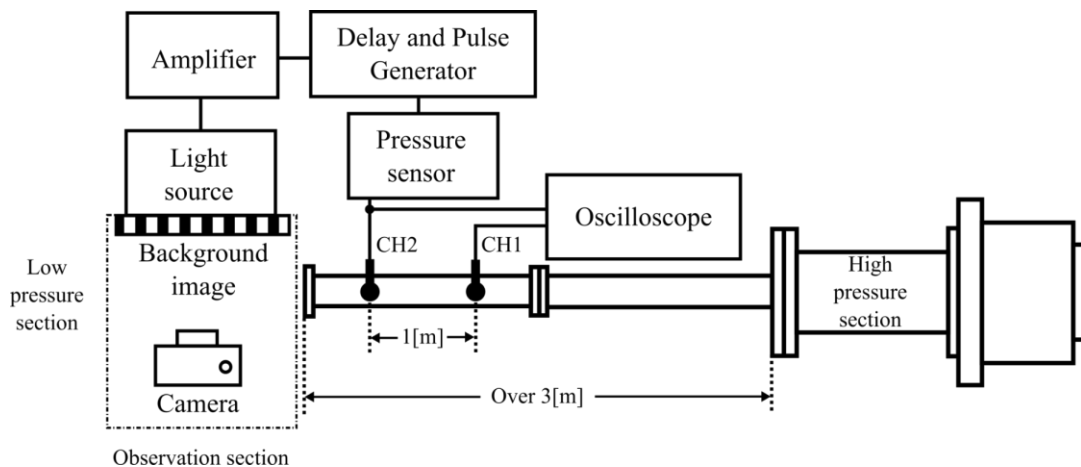 Amplifier
Delay and Pulse
Generator
Light
source
Pressure
sensor
Oscilloscope
CH2
CH1
Background
image
Low
pressure
section
High
pressure
section
1[m]
Camera
Over 3[m]
Observation section